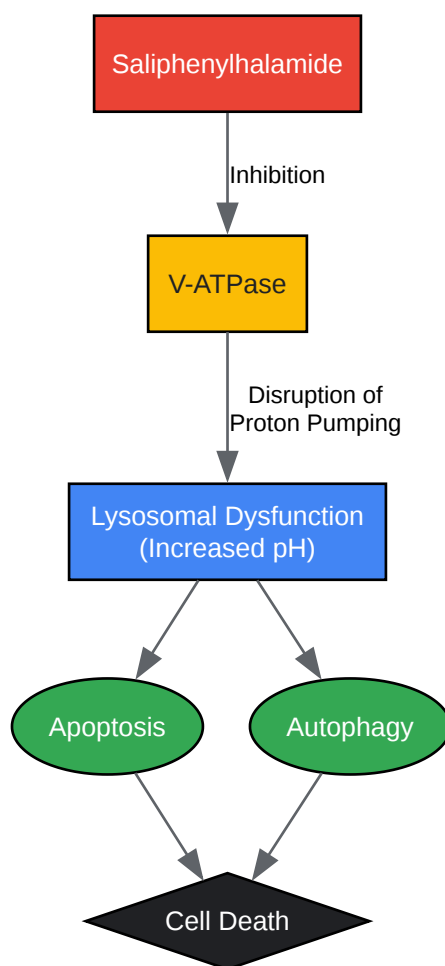 Saliphenylhalamide
Inhibition
V-ATPase
Disruption of
Proton Pumping
Lysosomal Dysfunction
(Increased pH)
Apoptosis
Autophagy
Cell Death